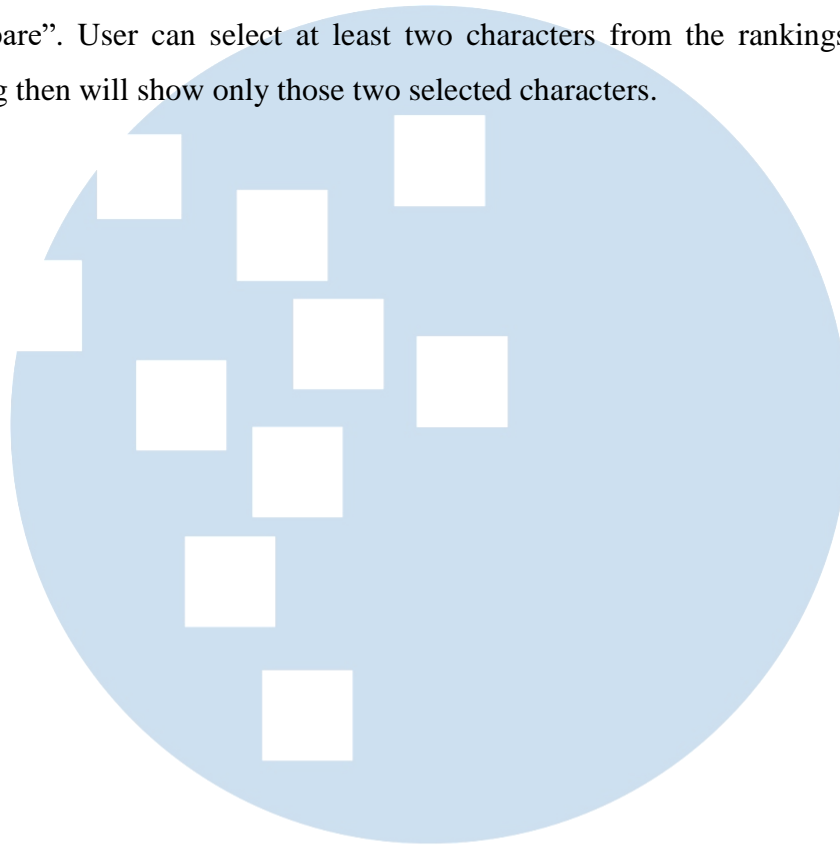 pare”. User can select at least two characters from the rankings
g then will show only those two selected characters.